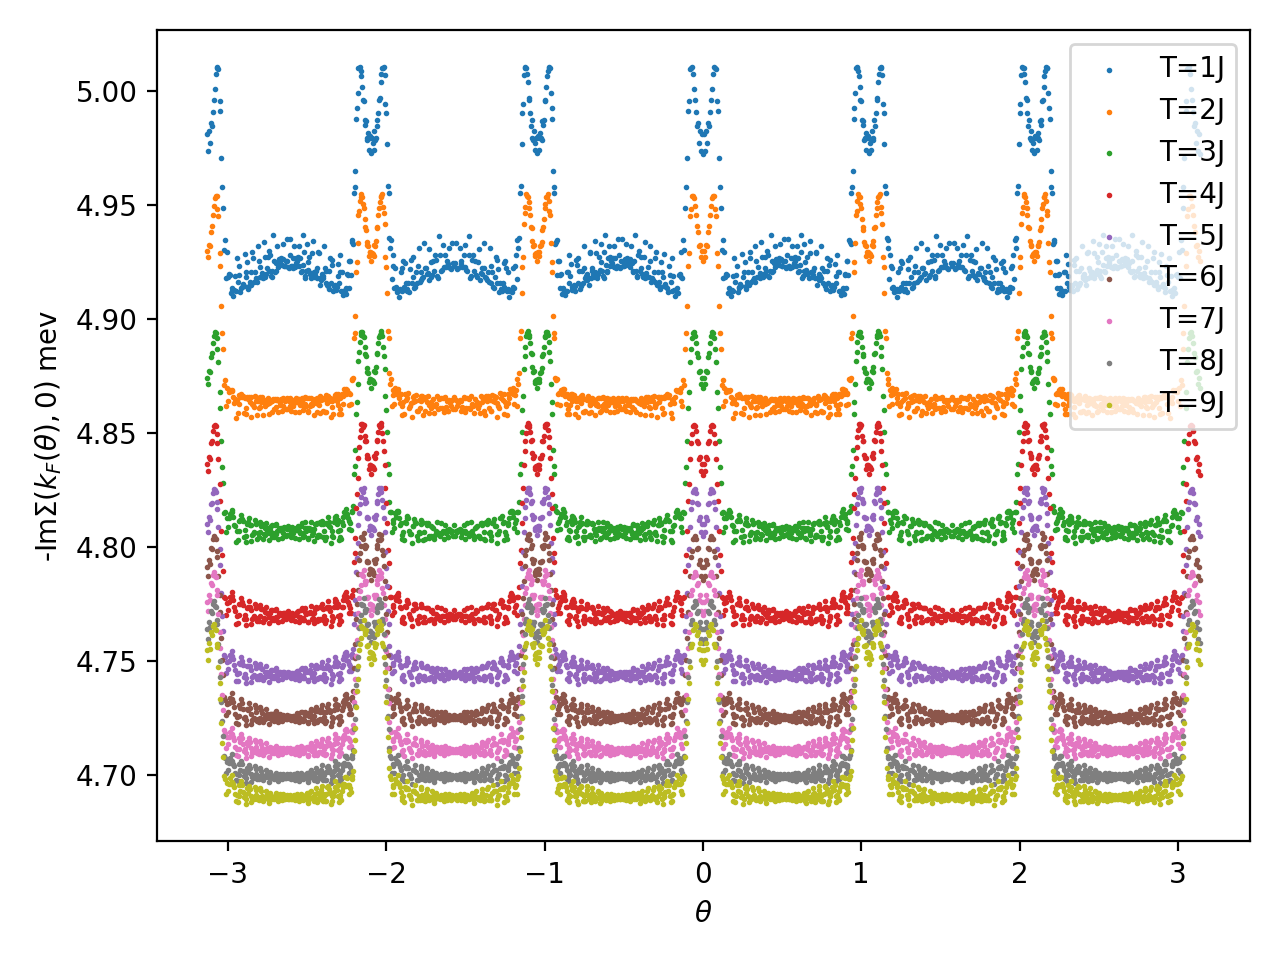 5.00
4.95
4.90
4.85
4.80
4.75
4.70
-ImΣ(k_F(θ), 0) mev
−3
−2
−1
0
1
2
3
θ
T=1J
T=2J
T=3J
T=4J
T=5J
T=6J
T=7J
T=8J
T=9J